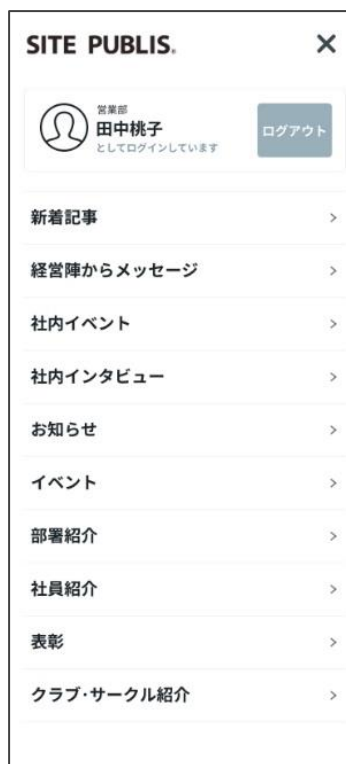 SITE PUBLIS.
営業部
田中桃子
としてログインしています
ログアウト
新着記事
経営陣からメッセージ
社内イベント
社内インタビュー
お知らせ
イベント
部署紹介
社員紹介
表彰
クラブ・サークル紹介